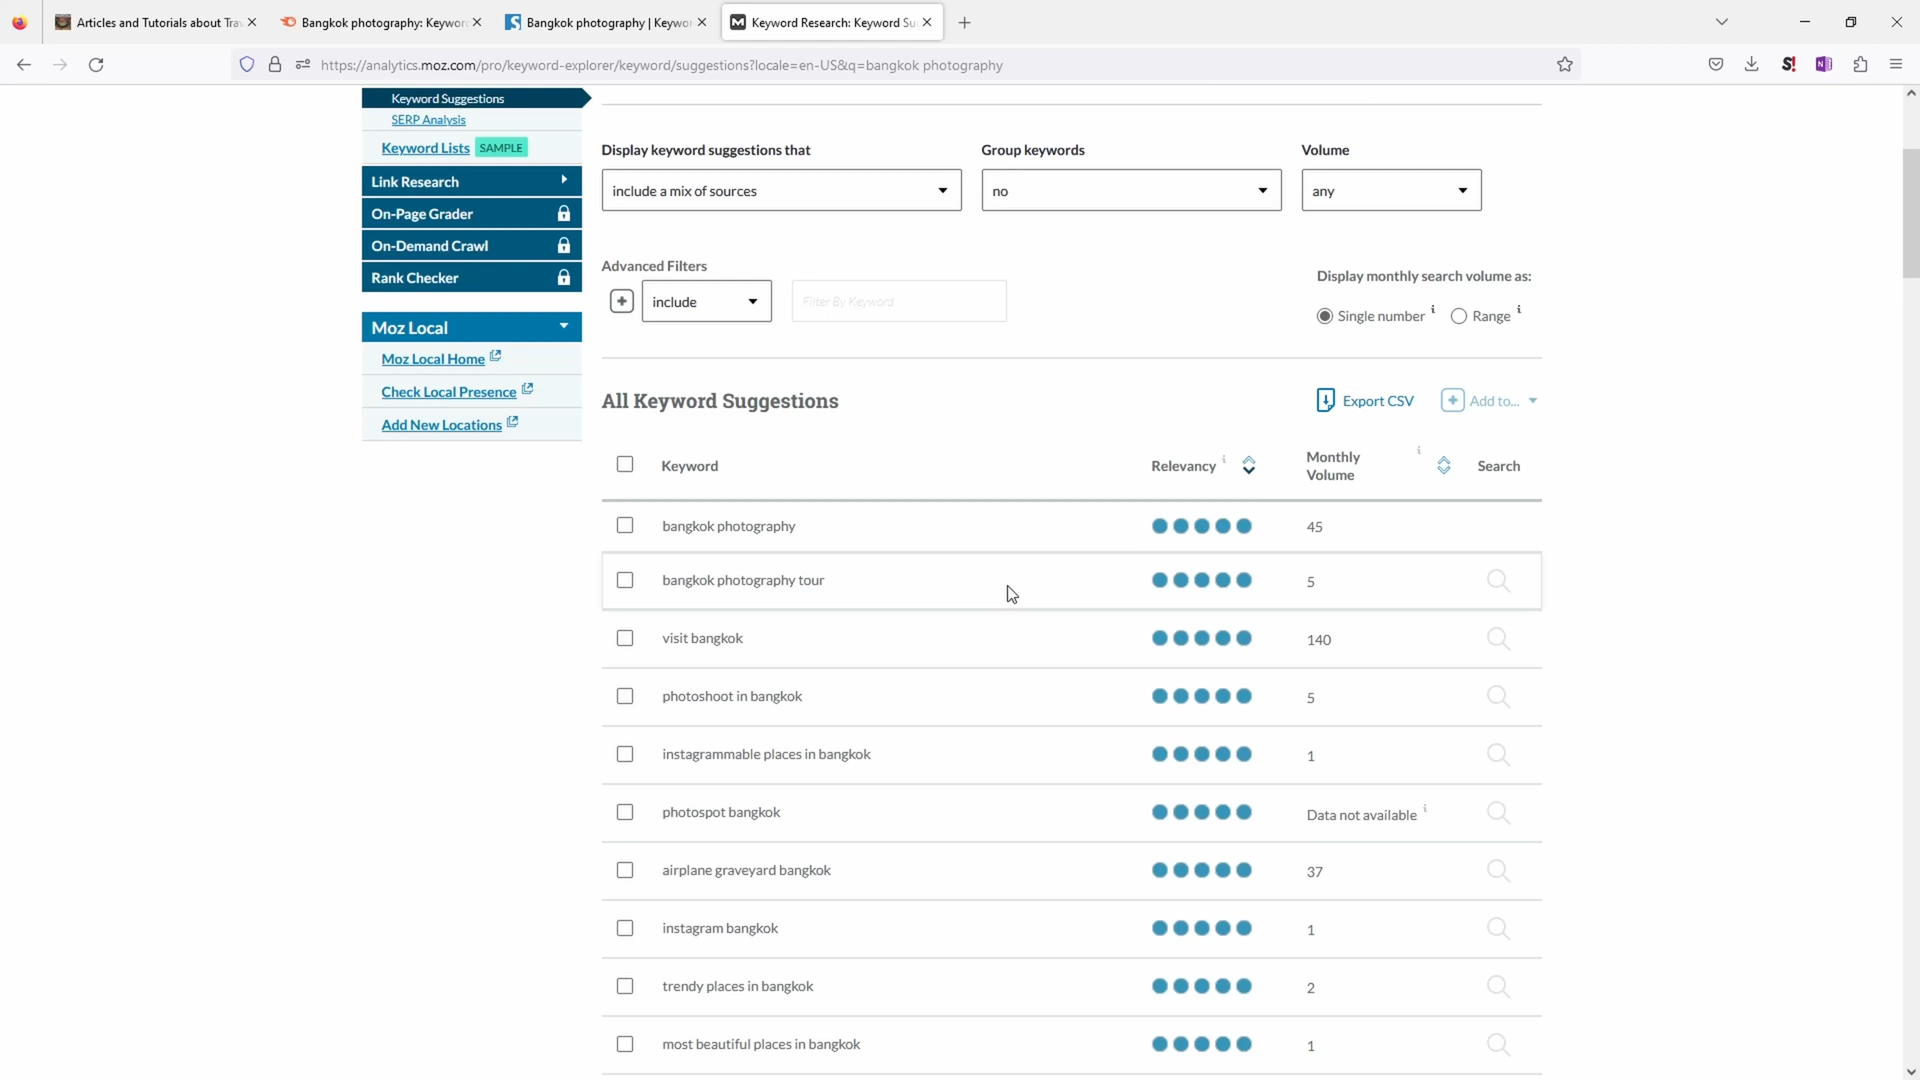 Articles and Tutorials about Tra
Bangkok photography: Keywor
Bangkok photography | Keywor
Keyword Research: Keyword Su
https://analytics.moz.com/pro/keyword-explorer/keyword/suggestions?locale=en-US&q=bangkok photography
Keyword Suggestions
SERP Analysis
Keyword Lists SAMPLE
Link Research
On-Page Grader
On-Demand Crawl
Rank Checker
Moz Local
Moz Local Home
Check Local Presence
Add New Locations
Display keyword suggestions that
include a mix of sources
Group keywords
no
Volume
any
Advanced Filters
include
Filter By Keyword
Display monthly search volume as:
Single number i Range i
All Keyword Suggestions
Export CSV
Add to...
Keyword Relevancy i Monthly Volume i Search
bangkok photography 45
bangkok photography tour 5
visit bangkok 140
photoshoot in bangkok 5
instagrammable places in bangkok 1
photospot bangkok Data not available i
airplane graveyard bangkok 37
instagram bangkok 1
trendy places in bangkok 2
most beautiful places in bangkok 1